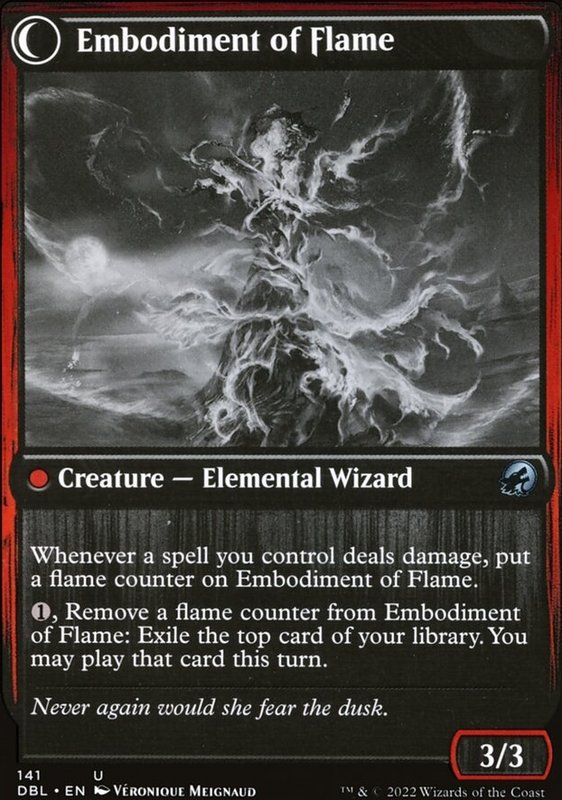 Embodiment of Flame
Creature — Elemental Wizard
Whenever a spell you control deals damage, put
a flame counter on Embodiment of Flame.
1, Remove a flame counter from Embodiment
of Flame: Exile the top card of your library. You
may play that card this turn.
Never again would she fear the dusk.
3/3
141 U
DBL • EN Véronique Meignaud
™ & © 2022 Wizards of the Coast